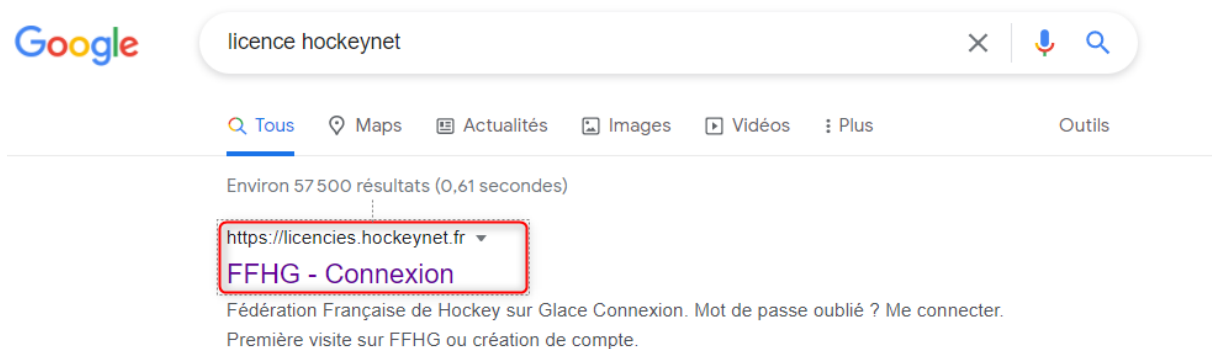 Google
licence hockeynet
Tous Maps Actualités Images Vidéos Plus Outils
Environ 57 500 résultats (0,61 secondes)
https://licencies.hockeynet.fr
FFHG - Connexion
Fédération Française de Hockey sur Glace Connexion. Mot de passe oublié ? Me connecter.
Première visite sur FFHG ou création de compte.